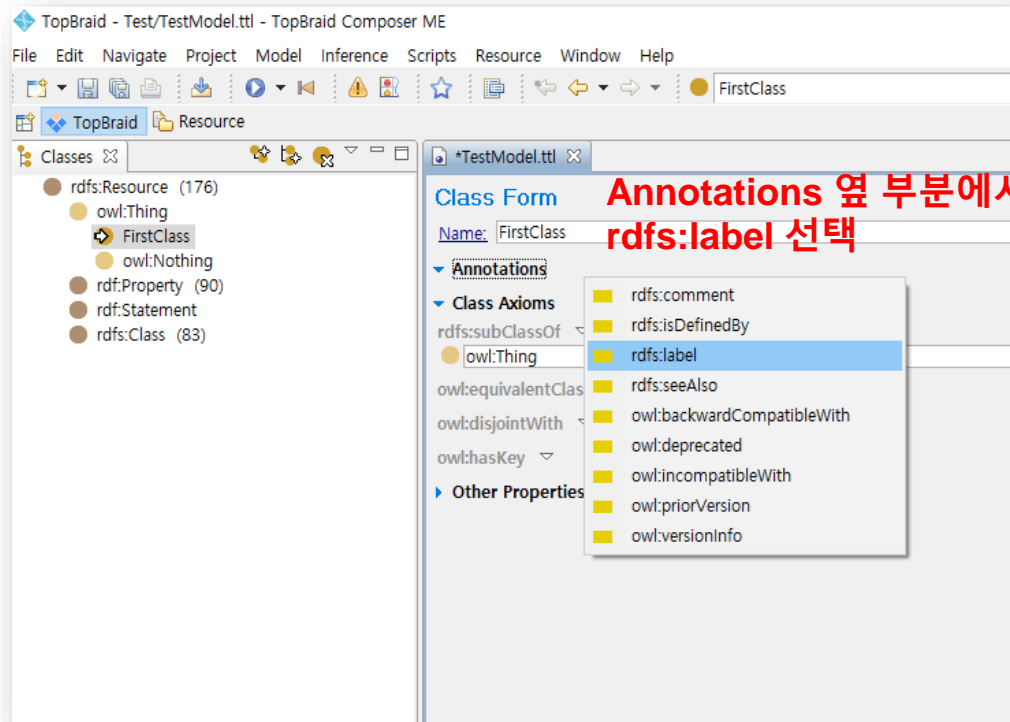 TopBraid - Test/TestModel.ttl - TopBraid Composer ME
File Edit Navigate Project Model Inference Scripts Resource Window Help
FirstClass
TopBraid Resource
Classes
rdfs:Resource (176)
owl:Thing
FirstClass
owl:Nothing
rdf:Property (90)
rdf:Statement
rdfs:Class (83)
*TestModel.ttl
Class Form
Annotations 옆 부분에서
rdfs:label 선택
Name: FirstClass
Annotations
Class Axioms
rdfs:subClassOf
owl:Thing
owl:equivalentClas
owl:disjointWith
owl:hasKey
Other Properties
rdfs:comment
rdfs:isDefinedBy
rdfs:label
rdfs:seeAlso
owl:backwardCompatibleWith
owl:deprecated
owl:incompatibleWith
owl:priorVersion
owl:versionInfo